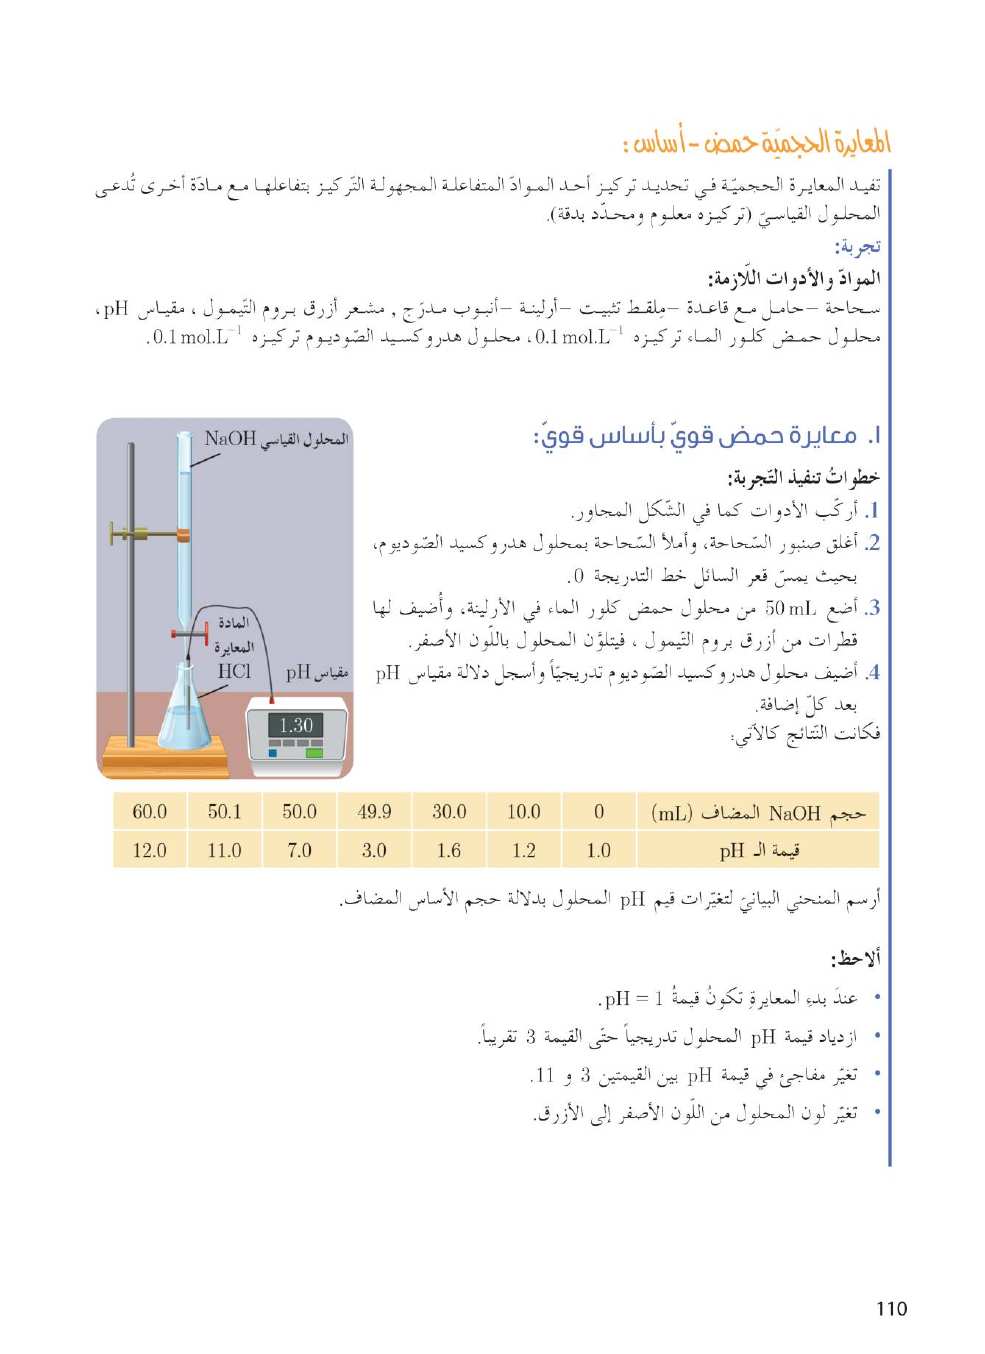 المعايرة الحجميّة حمض - أساس :
تفيد المعايرة الحجميّة في تحديد تركيز أحد الموادّ المتفاعلة المجهولة التّركيز بتفاعلها مع مادّة أخرى تُدعى
المحلول القياسيّ (تركيزه معلوم ومحدّد بدقة).
تجربة:
الموادّ والأدوات اللّازمة:
سحاحة –حامل مع قاعدة –مِلقط تثبيت –أرلينة –أنبوب مدرّج , مشعر أزرق بروم التّيمول ، مقياس pH،
محلول حمض كلور الماء تركيزه 0.1 mol.L⁻¹، محلول هدروكسيد الصّوديوم تركيزه 0.1 mol.L⁻¹.
1. معايرة حمض قويّ بأساس قويّ:
خطواتُ تنفيذ التّجربة:
1. أركّب الأدوات كما في الشّكل المجاور.
2. أغلق صنبور السّحاحة، وأملأ السّحاحة بمحلول هدروكسيد الصّوديوم،
بحيث يمسّ قعر السائل خط التدريجة 0.
3. أضع 50 mL من محلول حمض كلور الماء في الأرلينة، وأُضيف لها
قطرات من أزرق بروم التّيمول ، فيتلوّن المحلول باللّون الأصفر.
4. أضيف محلول هدروكسيد الصّوديوم تدريجيّاً وأسجل دلالة مقياس pH
بعد كلّ إضافة.
فكانت النّتائج كالآتي:
المحلول القياسي NaOH
المادة
المعايرة
HCl
مقياس pH
1.30
حجم NaOH المضاف (mL) 0 10.0 30.0 49.9 50.0 50.1 60.0
قيمة الـ pH 1.0 1.2 1.6 3.0 7.0 11.0 12.0
أرسم المنحني البيانيّ لتغيّرات قيم pH المحلول بدلالة حجم الأساس المضاف.
ألاحظ:
• عندَ بدءِ المعايرةِ تكونُ قيمةُ pH = 1.
• ازدياد قيمة pH المحلول تدريجياً حتّى القيمة 3 تقريباً.
• تغيّر مفاجئ في قيمة pH بين القيمتين 3 و 11.
• تغيّر لون المحلول من اللّون الأصفر إلى الأزرق.
110